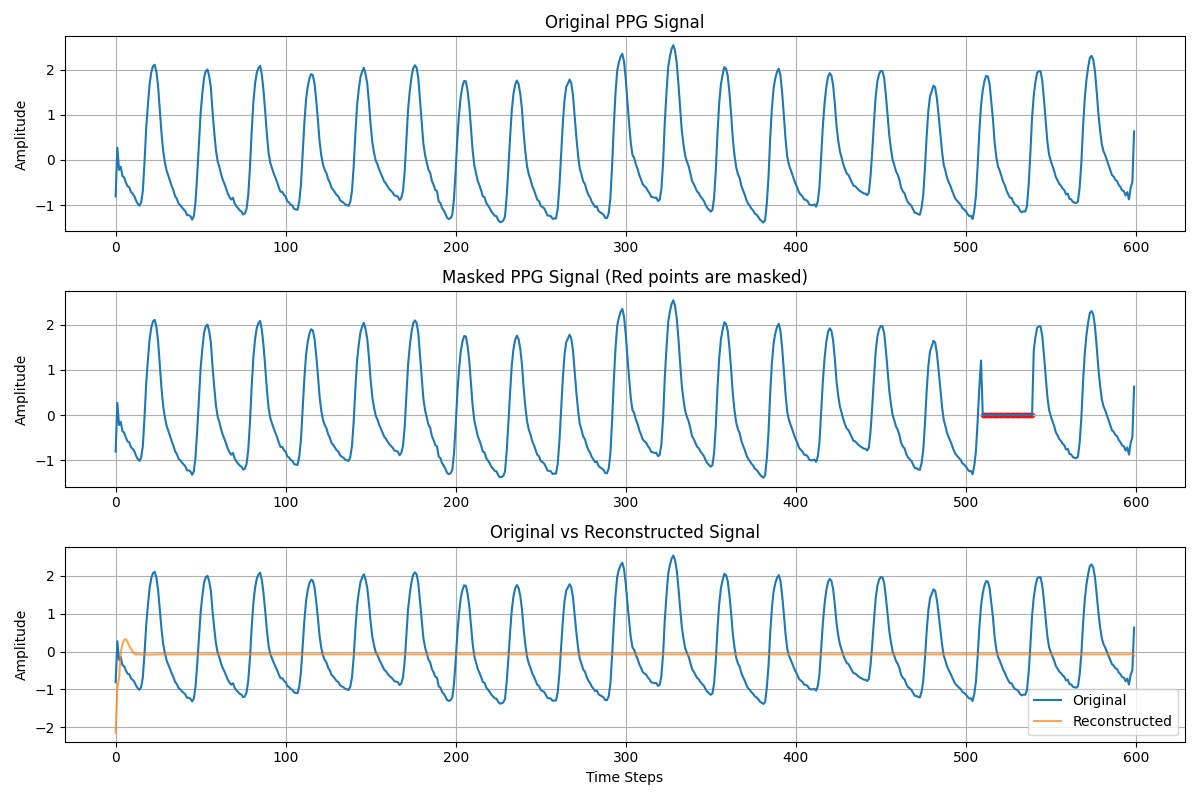 Original PPG Signal
Amplitude
2
1
0
−1
0 100 200 300 400 500 600
Masked PPG Signal (Red points are masked)
Amplitude
2
1
0
−1
0 100 200 300 400 500 600
Original vs Reconstructed Signal
Amplitude
2
1
0
−1
−2
Original
Reconstructed
0 100 200 300 400 500 600
Time Steps